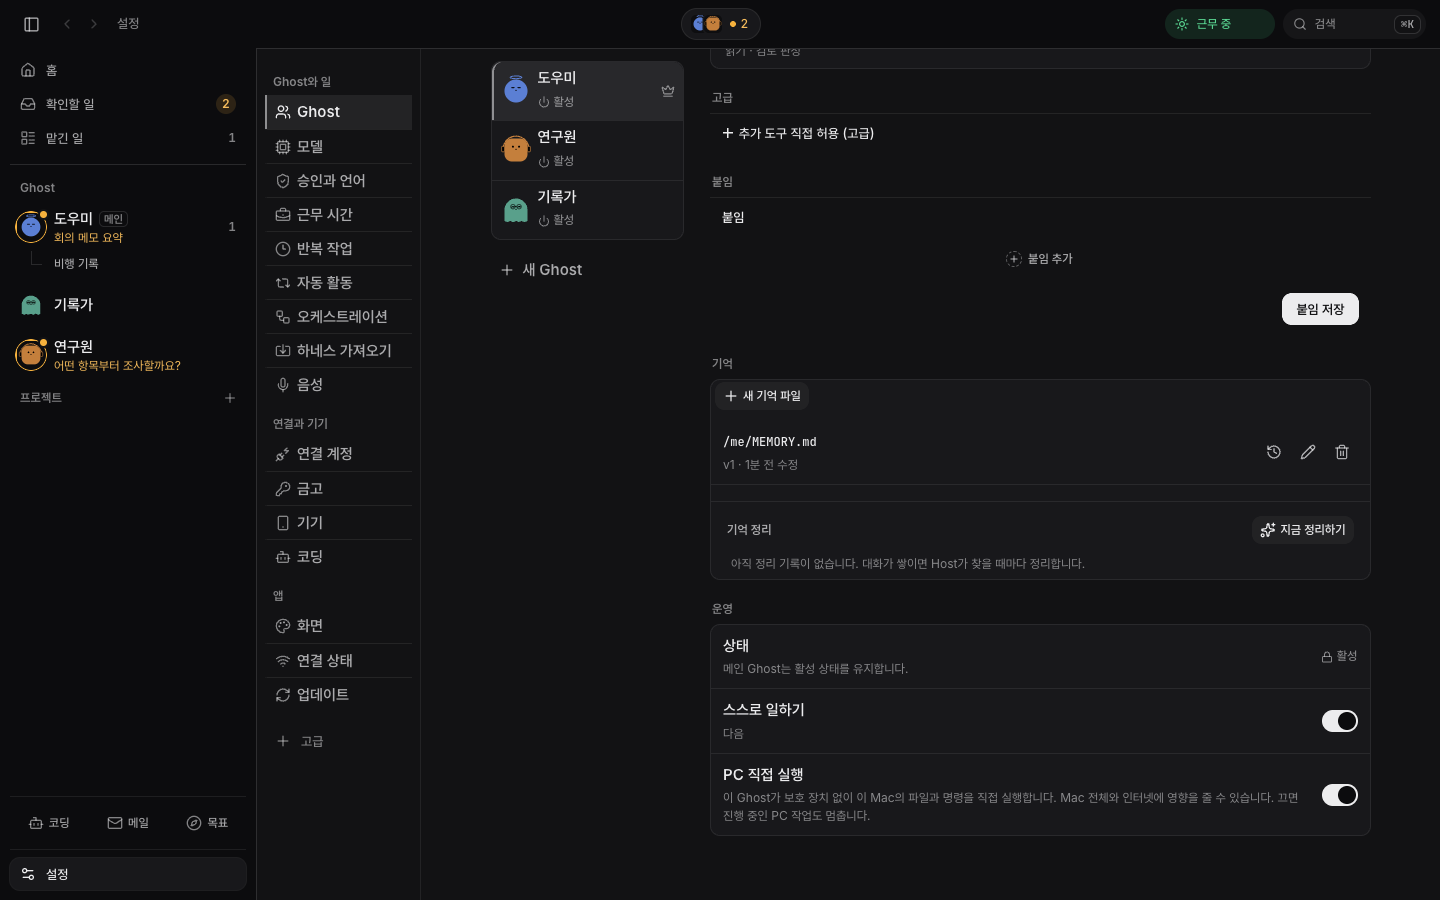 설정
2
근무 중
검색
⌘K
홈
확인할 일
2
맡긴 일
1
Ghost
도우미
메인
회의 메모 요약
1
비행 기록
기록가
연구원
어떤 항목부터 조사할까요?
프로젝트
코딩
메일
목표
설정
Ghost와 일
Ghost
모델
승인과 언어
근무 시간
반복 작업
자동 활동
오케스트레이션
하네스 가져오기
음성
연결과 기기
연결 계정
금고
기기
코딩
앱
화면
연결 상태
업데이트
고급
도우미
활성
연구원
활성
기록가
활성
새 Ghost
고급
추가 도구 직접 허용 (고급)
붙임
붙임
붙임 추가
붙임 저장
기억
새 기억 파일
/me/MEMORY.md
v1 · 1분 전 수정
기억 정리
지금 정리하기
아직 정리 기록이 없습니다. 대화가 쌓이면 Host가 찾을 때마다 정리합니다.
운영
상태
메인 Ghost는 활성 상태를 유지합니다.
활성
스스로 일하기
다음
PC 직접 실행
이 Ghost가 보호 장치 없이 이 Mac의 파일과 명령을 직접 실행합니다. Mac 전체와 인터넷에 영향을 줄 수 있습니다. 끄면
진행 중인 PC 작업도 멈춥니다.